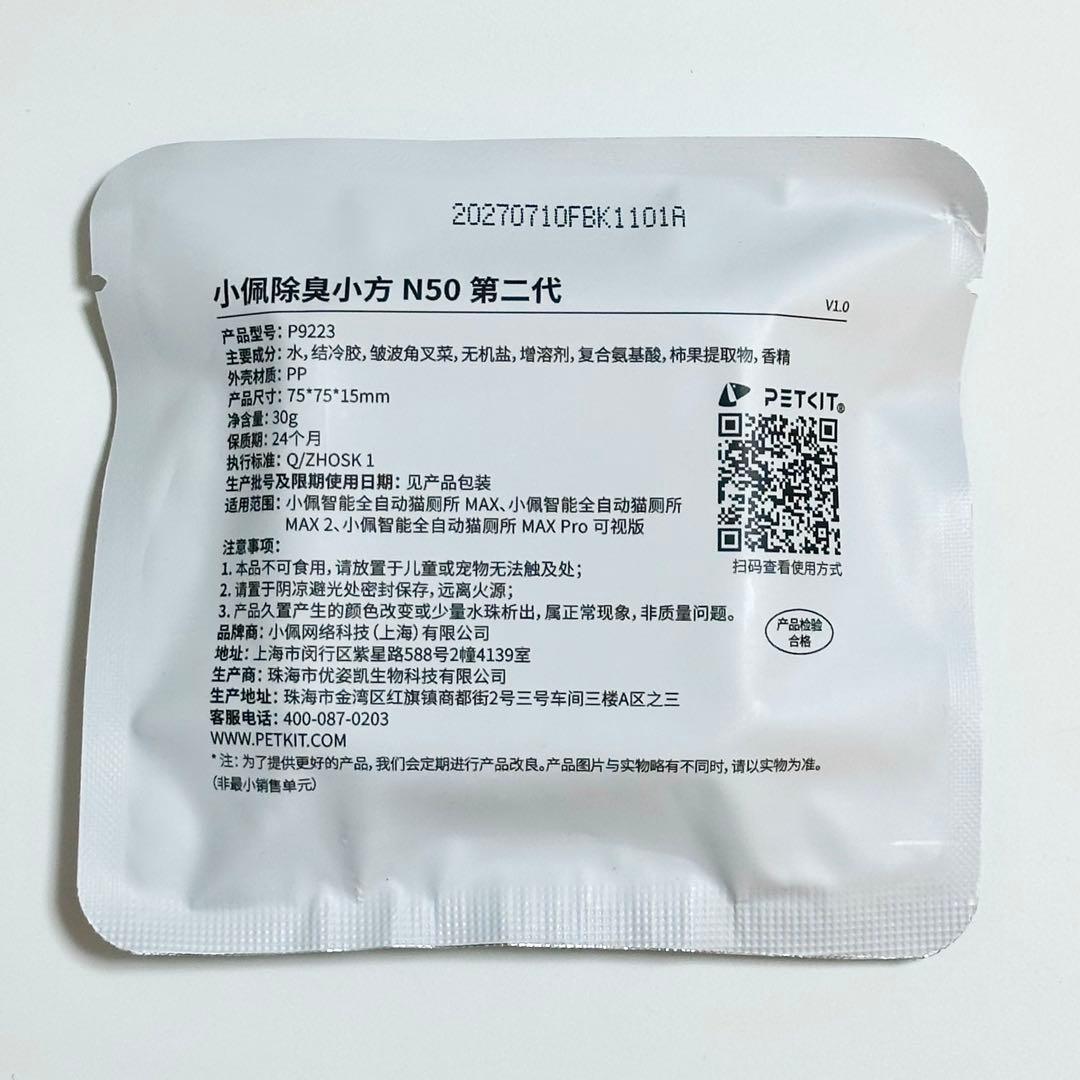 20270710FBK1101A
小佩除臭小方 N50 第二代
V1.0
产品型号: P9223
主要成分: 水, 结冷胶, 皱波角叉菜, 无机盐, 增溶剂, 复合氨基酸, 柿果提取物, 香精
外壳材质: PP
产品尺寸: 75*75*15mm
净含量: 30g
保质期: 24个月
执行标准: Q/ZHOSK 1
生产批号及限期使用日期: 见产品包装
适用范围: 小佩智能全自动猫厕所 MAX、小佩智能全自动猫厕所
MAX 2、小佩智能全自动猫厕所 MAX Pro 可视版
注意事项:
1. 本品不可食用, 请放置于儿童或宠物无法触及处;
2. 请置于阴凉避光处密封保存, 远离火源;
3. 产品久置产生的颜色改变或少量水珠析出, 属正常现象, 非质量问题。
品牌商: 小佩网络科技(上海)有限公司
地址: 上海市闵行区紫星路588号2幢4139室
生产商: 珠海市优姿凯生物科技有限公司
生产地址: 珠海市金湾区红旗镇商都街2号三号车间三楼A区之三
客服电话: 400-087-0203
WWW.PETKIT.COM
* 注: 为了提供更好的产品, 我们会定期进行产品改良。产品图片与实物略有不同时, 请以实物为准。
(非最小销售单元)
PETKIT®
扫码查看使用方式
产品检验
合格